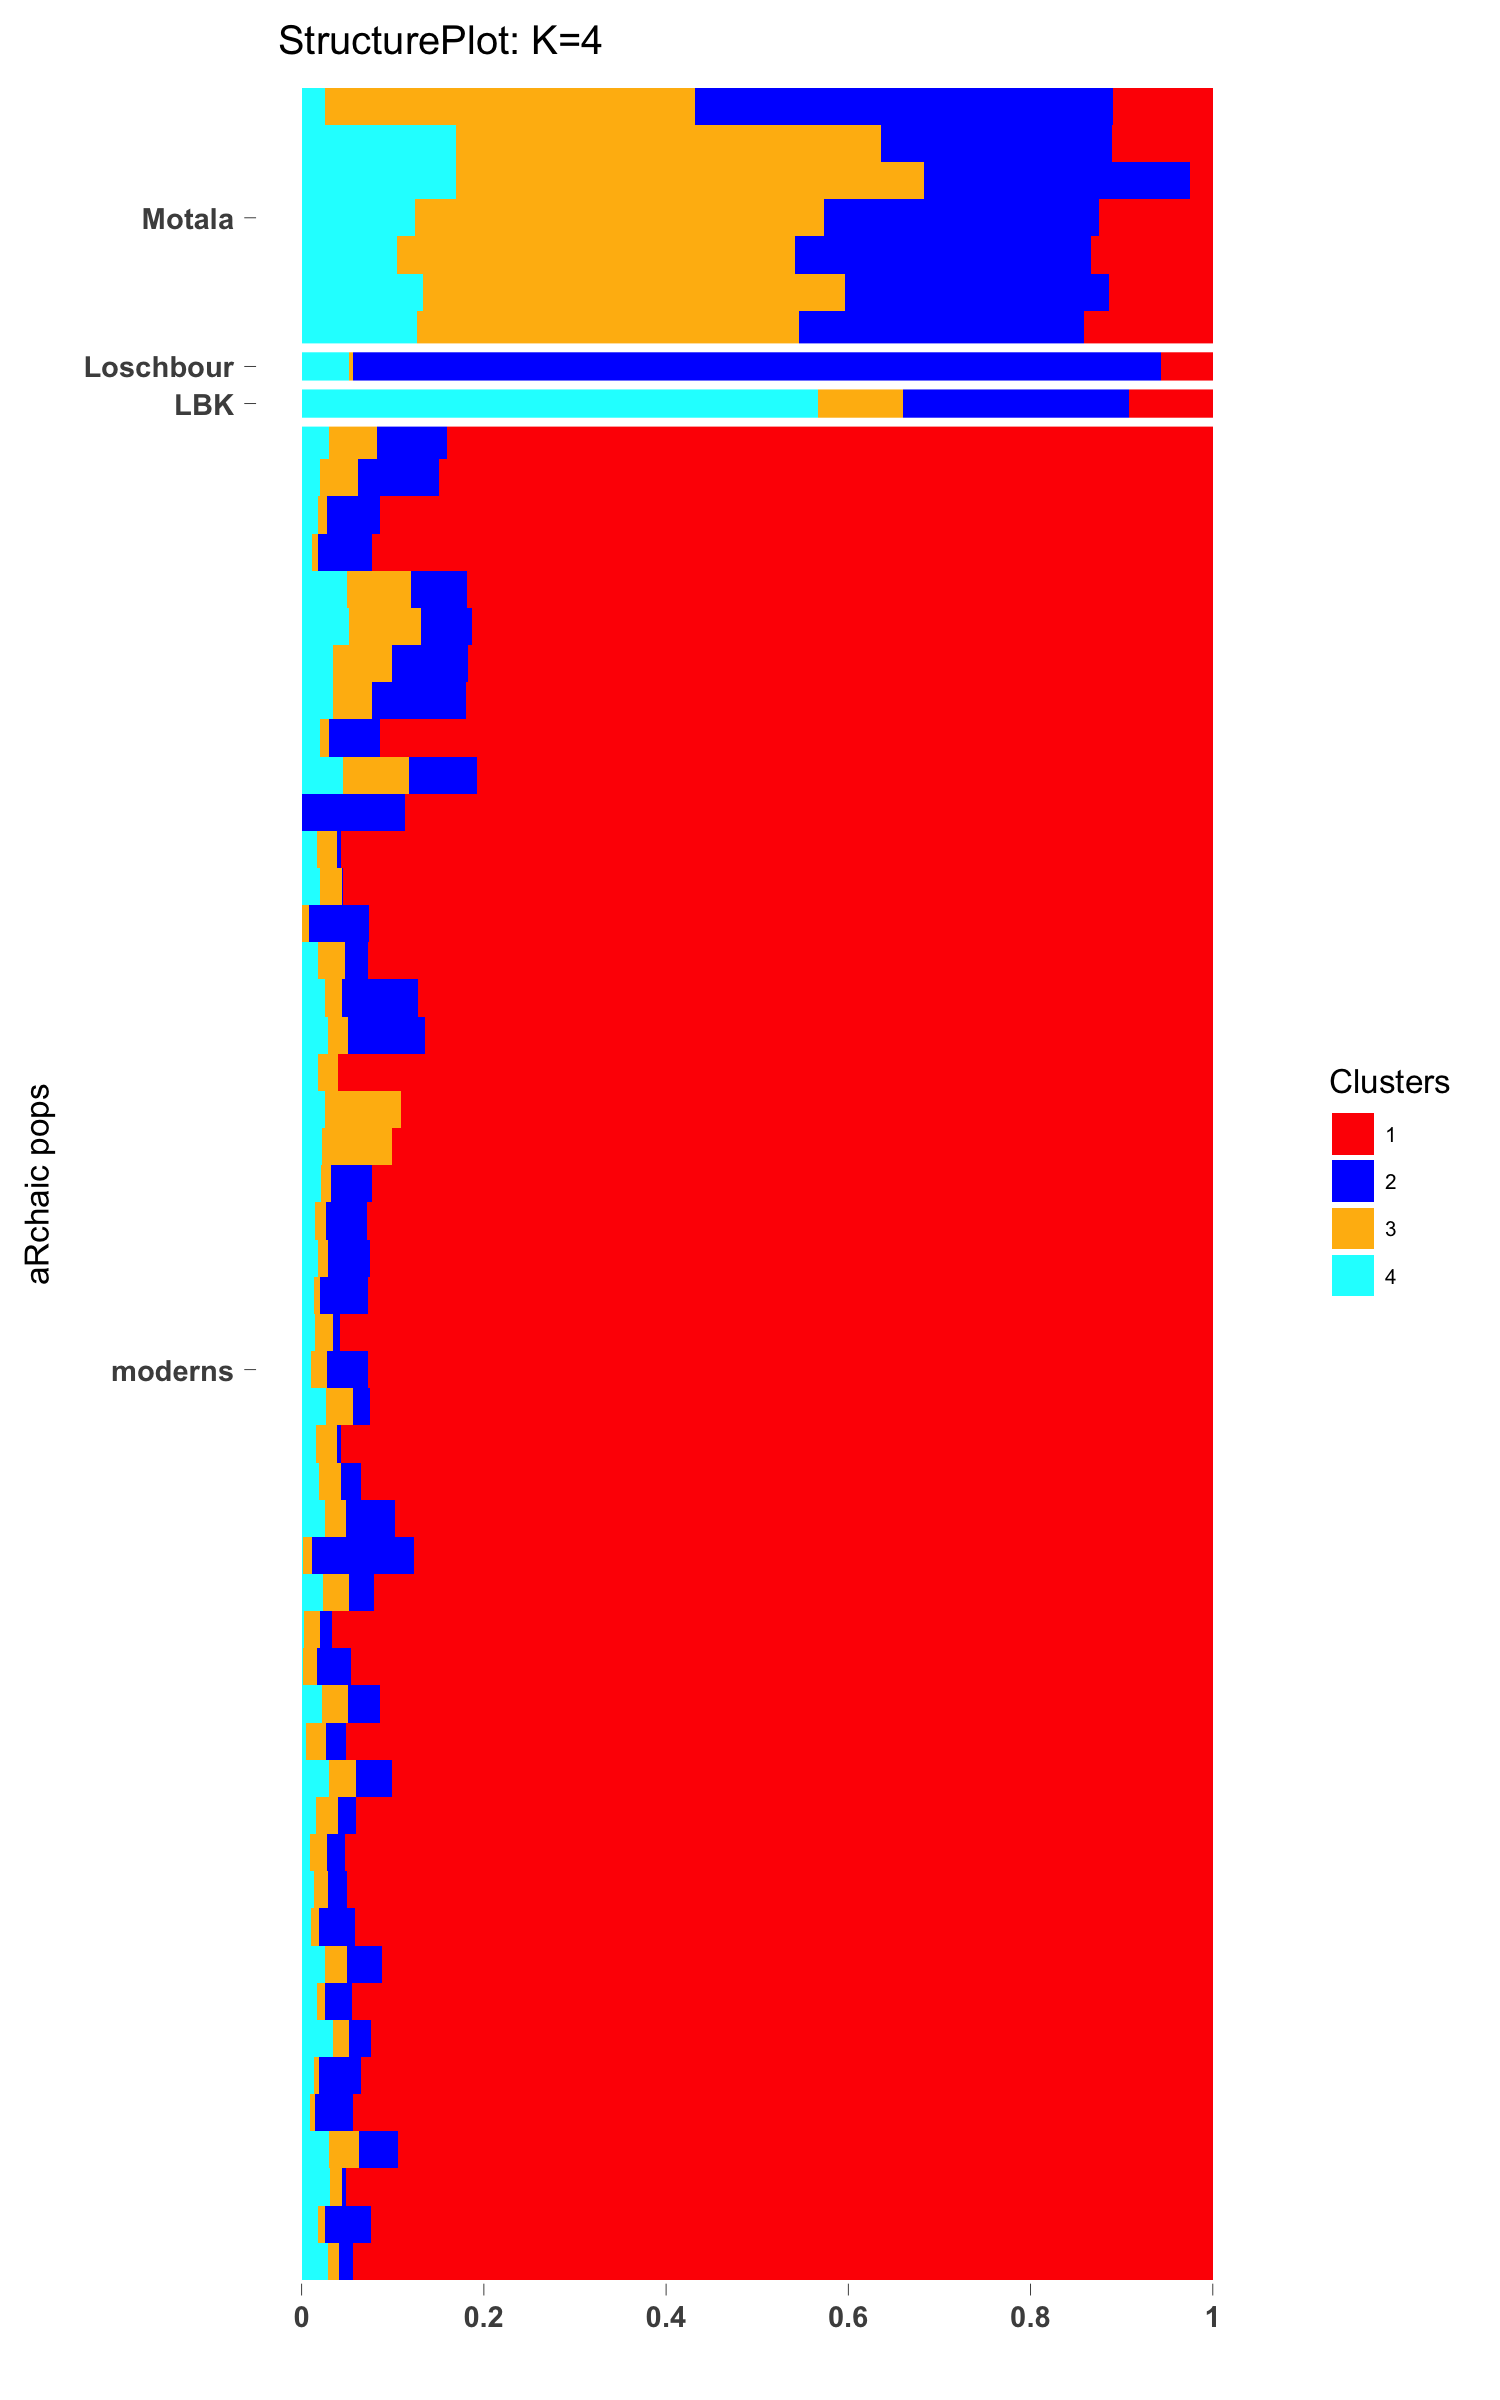 StructurePlot: K=4
Motala
Loschbour
LBK
aRchaic pops
moderns
Clusters
1
2
3
4
0 0.2 0.4 0.6 0.8 1